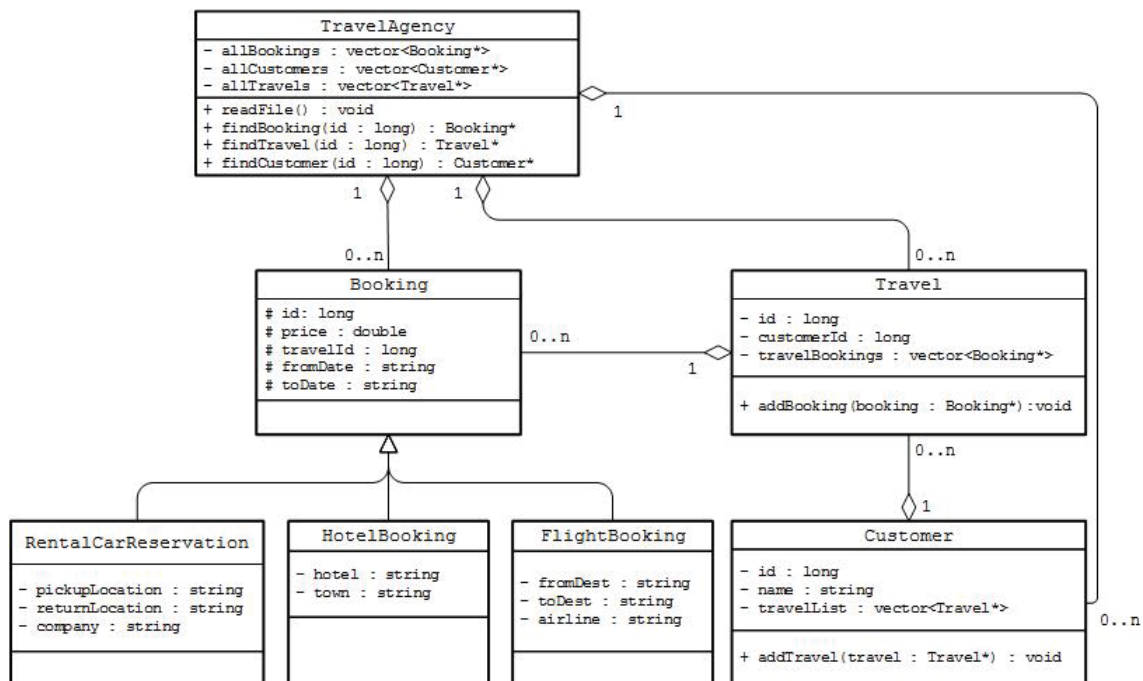 TravelAgency
- allBookings : vector<Booking*>
- allCustomers : vector<Customer*>
- allTravels : vector<Travel*>
+ readFile() : void
+ findBooking(id : long) : Booking*
+ findTravel(id : long) : Travel*
+ findCustomer(id : long) : Customer*
1
1
1
0..n
0..n
Booking
# id: long
# price : double
# travelId : long
# fromDate : string
# toDate : string
0..n
1
Travel
- id : long
- customerId : long
- travelBookings : vector<Booking*>
+ addBooking(booking : Booking*):void
0..n
1
RentalCarReservation
- pickupLocation : string
- returnLocation : string
- company : string
HotelBooking
- hotel : string
- town : string
FlightBooking
- fromDest : string
- toDest : string
- airline : string
Customer
- id : long
- name : string
- travelList : vector<Travel*>
+ addTravel(travel : Travel*) : void
0..n